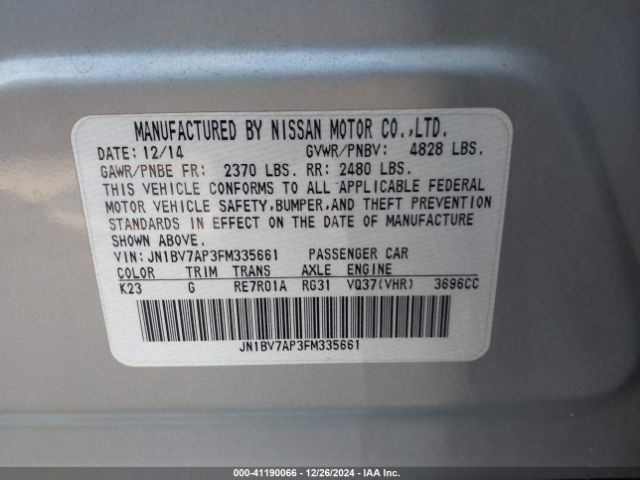 MANUFACTURED BY NISSAN MOTOR CO.,LTD.
DATE: 12/14 GVWR/PNBV: 4828 LBS.
GAWR/PNBE FR: 2370 LBS. RR: 2480 LBS.
THIS VEHICLE CONFORMS TO ALL APPLICABLE FEDERAL
MOTOR VEHICLE SAFETY,BUMPER,AND THEFT PREVENTION
STANDARDS IN EFFECT ON THE DATE OF MANUFACTURE
SHOWN ABOVE.
VIN: JN1BV7AP3FM335661 PASSENGER CAR
COLOR TRIM TRANS AXLE ENGINE
K23 G RE7R01A RG31 VQ37(VHR) 3696CC
JN1BV7AP3FM335661
000-41190066 - 12/26/2024 - IAAI.COM